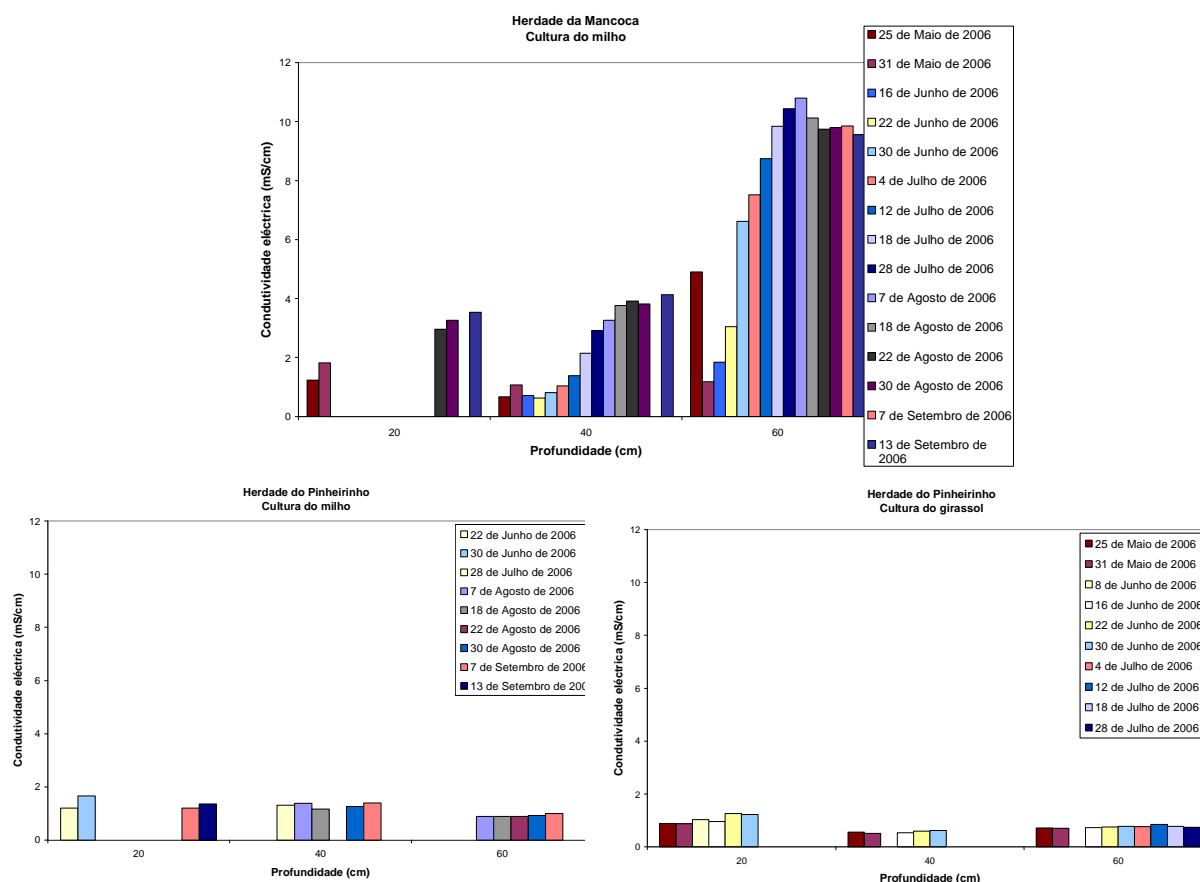 Herdade da Mancoca
Cultura do milho
Condutividade eléctrica (mS/cm)
12
10
8
6
4
2
0
20
40
60
Profundidade (cm)
25 de Maio de 2006
31 de Maio de 2006
16 de Junho de 2006
22 de Junho de 2006
30 de Junho de 2006
4 de Julho de 2006
12 de Julho de 2006
18 de Julho de 2006
28 de Julho de 2006
7 de Agosto de 2006
18 de Agosto de 2006
22 de Agosto de 2006
30 de Agosto de 2006
7 de Setembro de 2006
13 de Setembro de
2006
Herdade do Pinheirinho
Cultura do milho
Condutividade eléctrica (mS/cm)
12
10
8
6
4
2
0
20
40
60
Profundidade (cm)
22 de Junho de 2006
30 de Junho de 2006
28 de Julho de 2006
7 de Agosto de 2006
18 de Agosto de 2006
22 de Agosto de 2006
30 de Agosto de 2006
7 de Setembro de 2006
13 de Setembro de 200
Herdade do Pinheirinho
Cultura do girassol
Condutividade eléctrica (mS/cm)
12
10
8
6
4
2
0
20
40
60
Profundidade (cm)
25 de Maio de 2006
31 de Maio de 2006
8 de Junho de 2006
16 de Junho de 2006
22 de Junho de 2006
30 de Junho de 2006
4 de Julho de 2006
12 de Julho de 2006
18 de Julho de 2006
28 de Julho de 2006